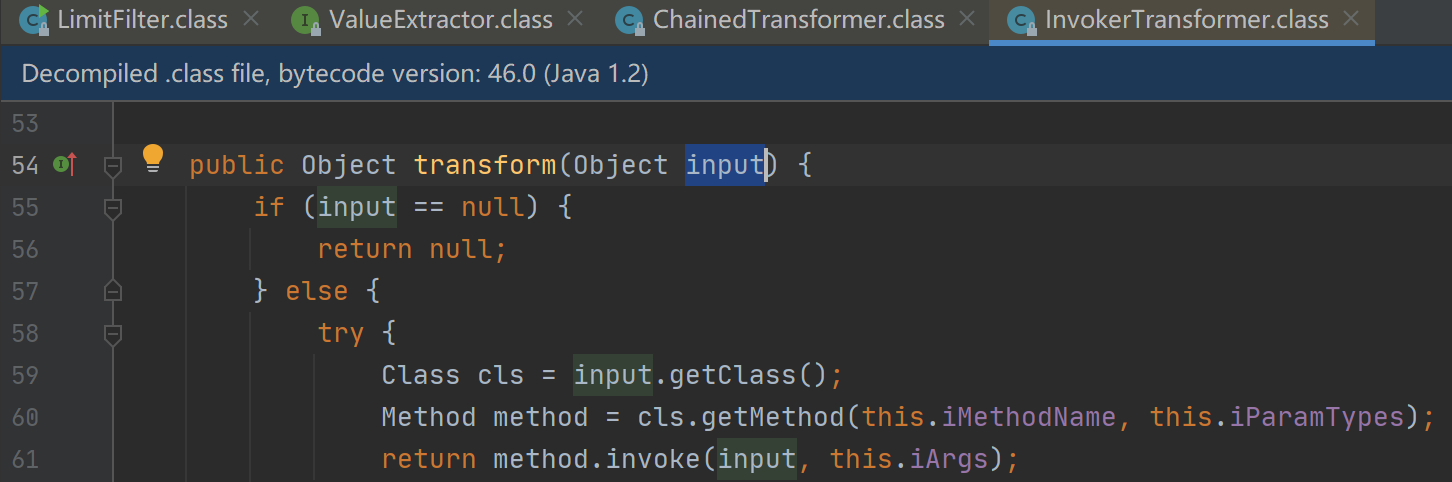 LimitFilter.class ValueExtractor.class ChainedTransformer.class InvokerTransformer.class
Decompiled .class file, bytecode version: 46.0 (Java 1.2)
53
54 public Object transform(Object input) {
55 if (input == null) {
56 return null;
57 } else {
58 try {
59 Class cls = input.getClass();
60 Method method = cls.getMethod(this.iMethodName, this.iParamTypes);
61 return method.invoke(input, this.iArgs);